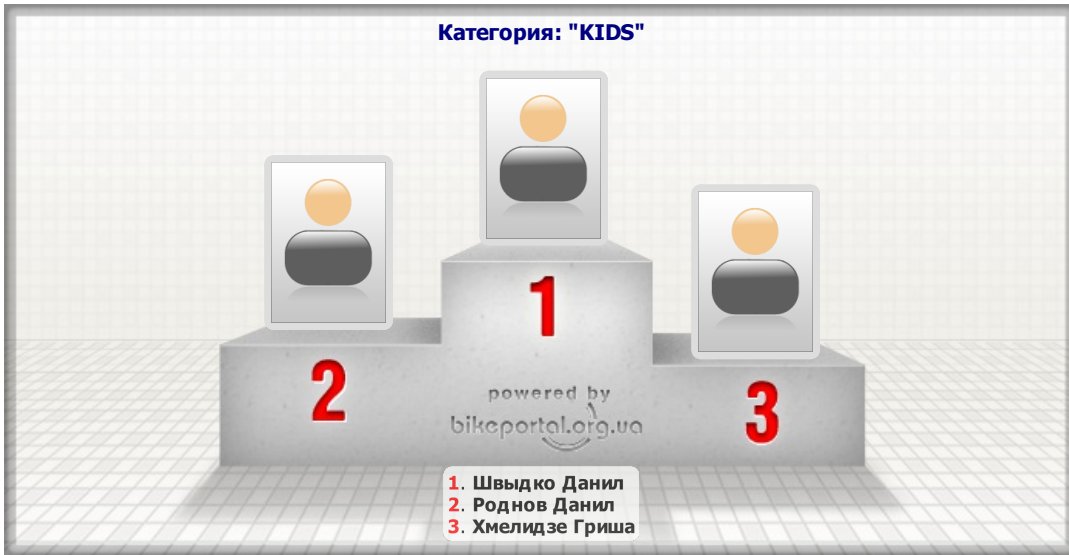 Категория: "KIDS"
1
2
3
powered by
bikeportal.org.ua
1. Швыдко Данил
2. Роднов Данил
3. Хмелидзе Гриша